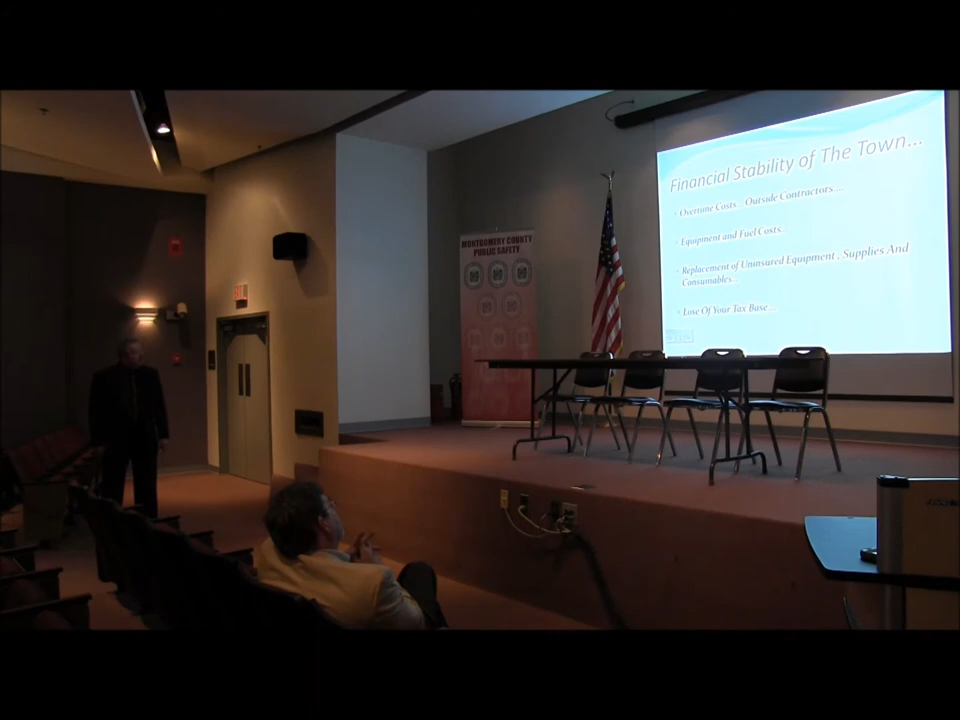 MONTGOMERY COUNTY
PUBLIC SAFETY
Financial Stability of The Town...
Overtime Costs... Outside Contractors...
Equipment and Fuel Costs..
Replacement of Uninsured Equipment , Supplies And
Consumables...
Lose Of Your Tax Base...